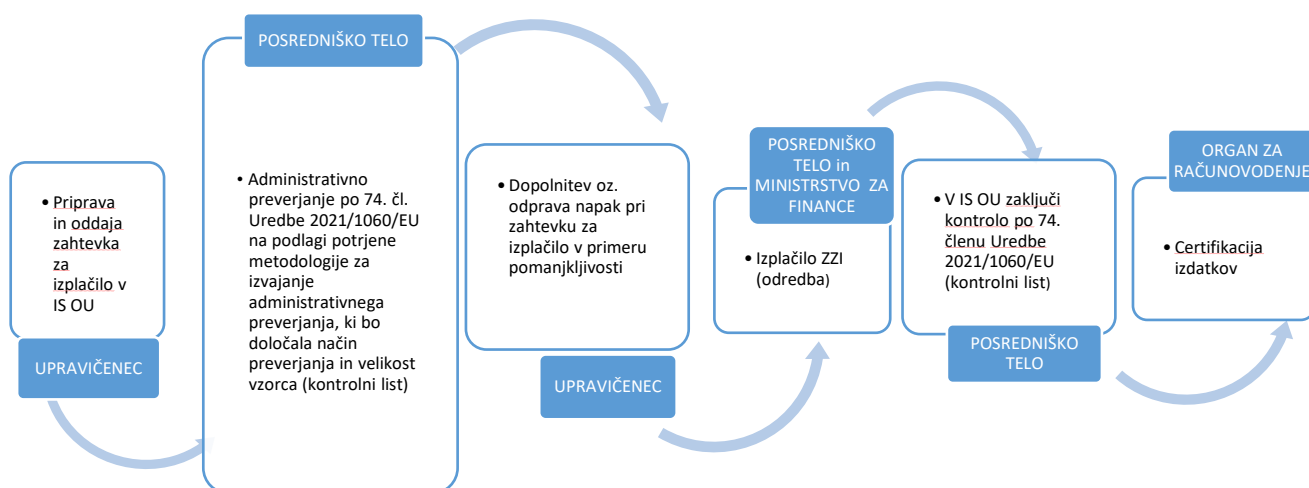 • Priprava
in oddaja
zahtevka
za
izplačilo v
IS OU
UPRAVIČENEC
POSREDNIŠKO TELO
• Administrativno
preverjanje po 74. čl.
Uredbe 2021/1060/EU
na podlagi potrjene
metodologije za
izvajanje
administrativnega
preverjanja, ki bo
določala način
preverjanja in velikost
vzorca (kontrolni list)
• Dopolnitev oz.
odprava napak pri
zahtevku za
izplačilo v primeru
pomanjkljivosti
UPRAVIČENEC
POSREDNIŠKO
TELO in
MINISTRSTVO ZA
FINANCE
• Izplačilo ZZI
(odredba)
• V IS OU zaključi
kontrolo po 74.
členu Uredbe
2021/1060/EU
(kontrolni list)
POSREDNIŠKO
TELO
ORGAN ZA
RAČUNOVODENJE
• Certifikacija
izdatkov